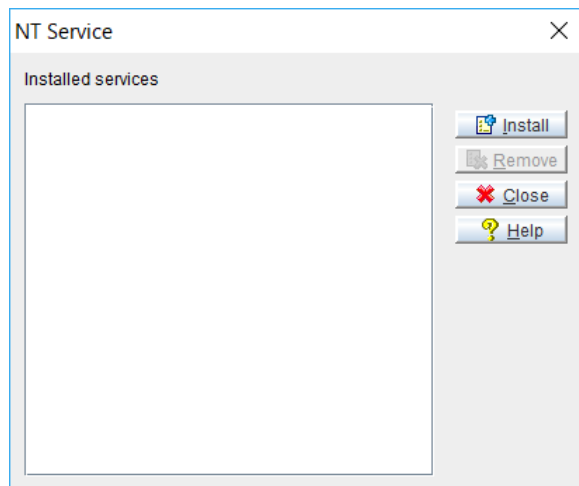 NT Service
Installed services
Install
Remove
Close
Help